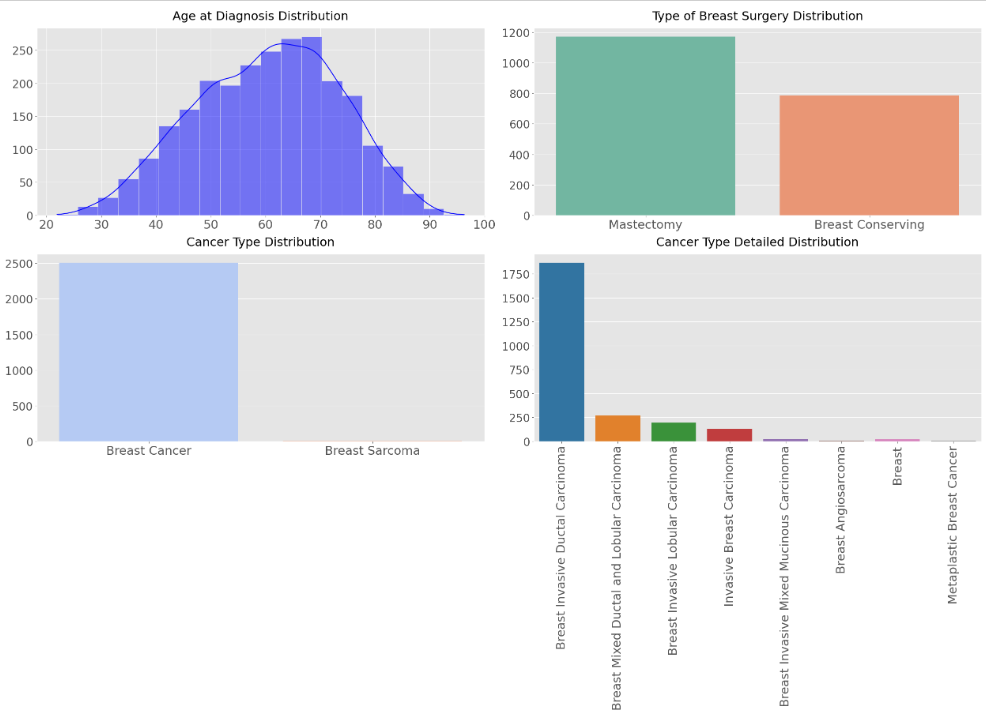 Age at Diagnosis Distribution
250
200
150
100
50
0
20 30 40 50 60 70 80 90 100
Type of Breast Surgery Distribution
1200
1000
800
600
400
200
0
Mastectomy Breast Conserving
Cancer Type Distribution
2500
2000
1500
1000
500
0
Breast Cancer Breast Sarcoma
Cancer Type Detailed Distribution
1750
1500
1250
1000
750
500
250
0
Breast Invasive Ductal Carcinoma
Breast Mixed Ductal and Lobular Carcinoma
Breast Invasive Lobular Carcinoma
Invasive Breast Carcinoma
Breast Invasive Mixed Mucinous Carcinoma
Breast Angiosarcoma
Breast
Metaplastic Breast Cancer